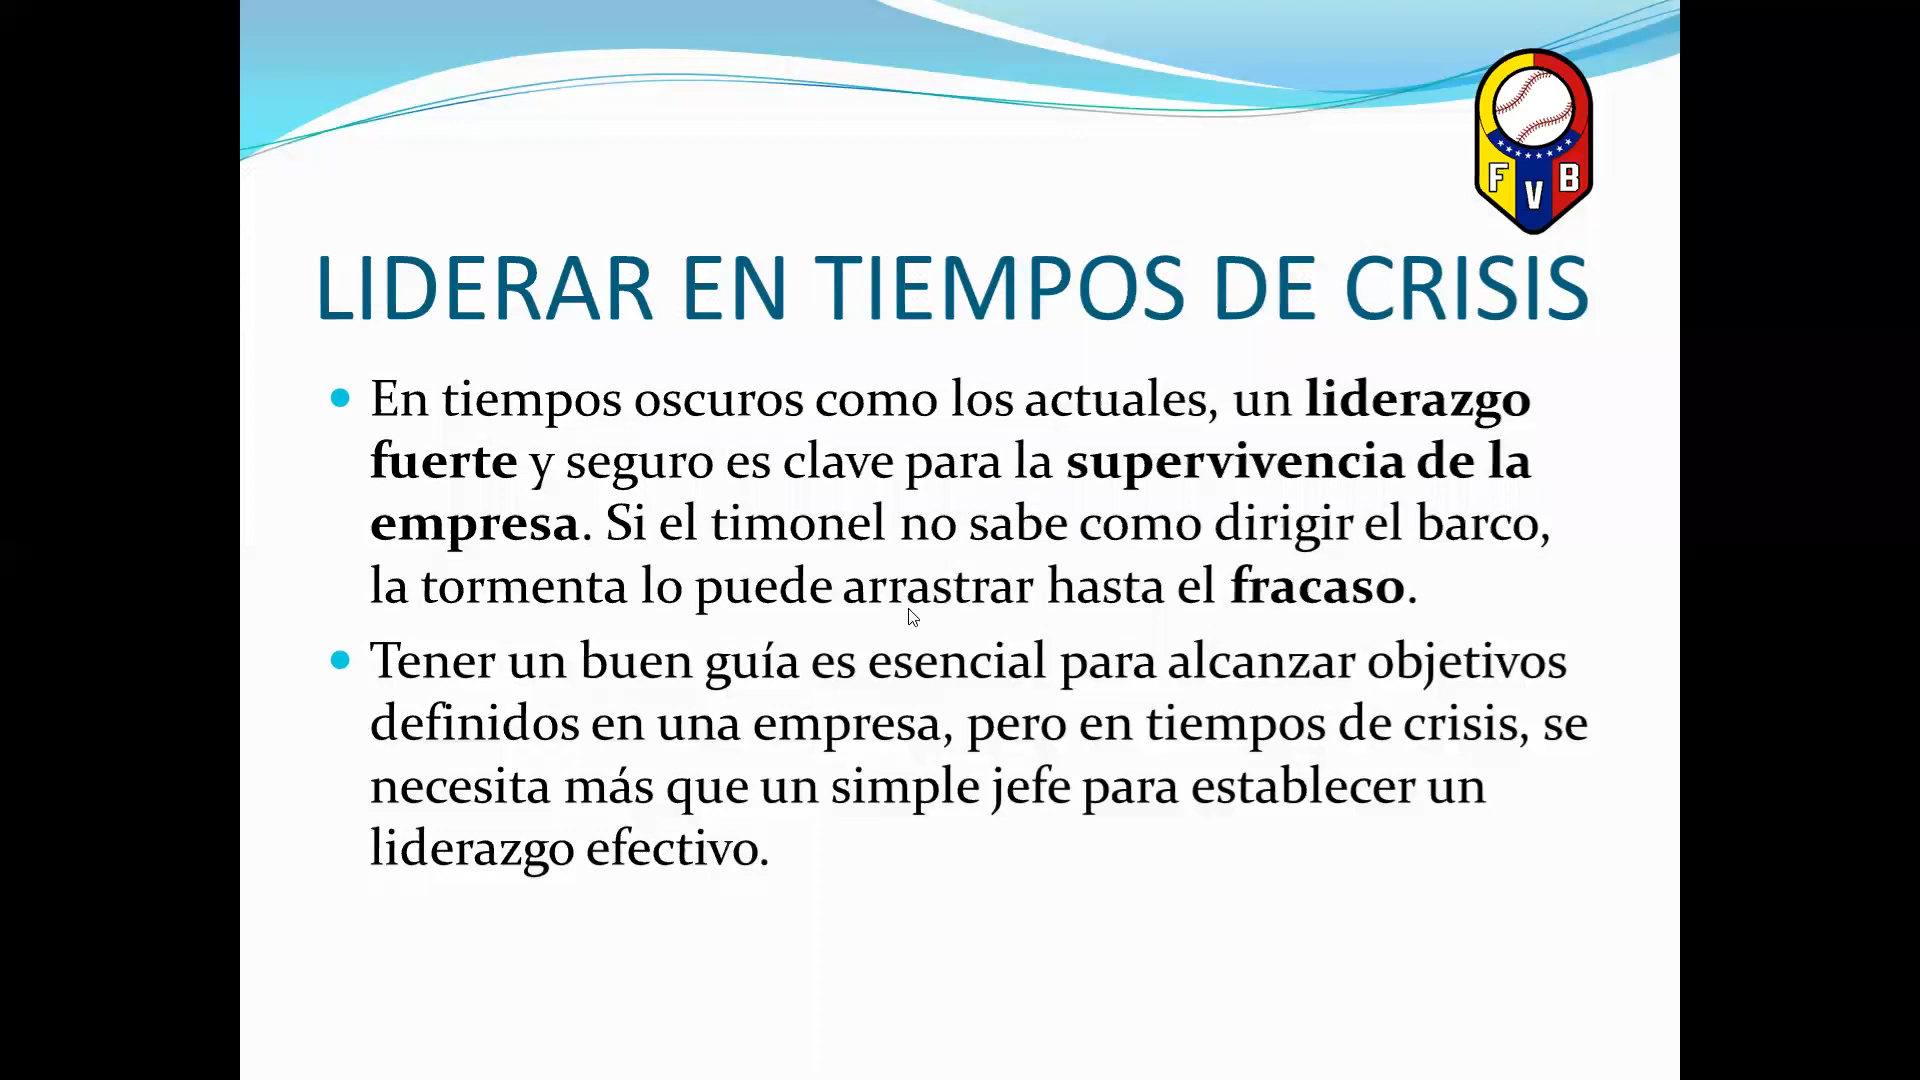 F V B
LIDERAR EN TIEMPOS DE CRISIS
En tiempos oscuros como los actuales, un liderazgo
fuerte y seguro es clave para la supervivencia de la
empresa. Si el timonel no sabe como dirigir el barco,
la tormenta lo puede arrastrar hasta el fracaso.
Tener un buen guía es esencial para alcanzar objetivos
definidos en una empresa, pero en tiempos de crisis, se
necesita más que un simple jefe para establecer un
liderazgo efectivo.